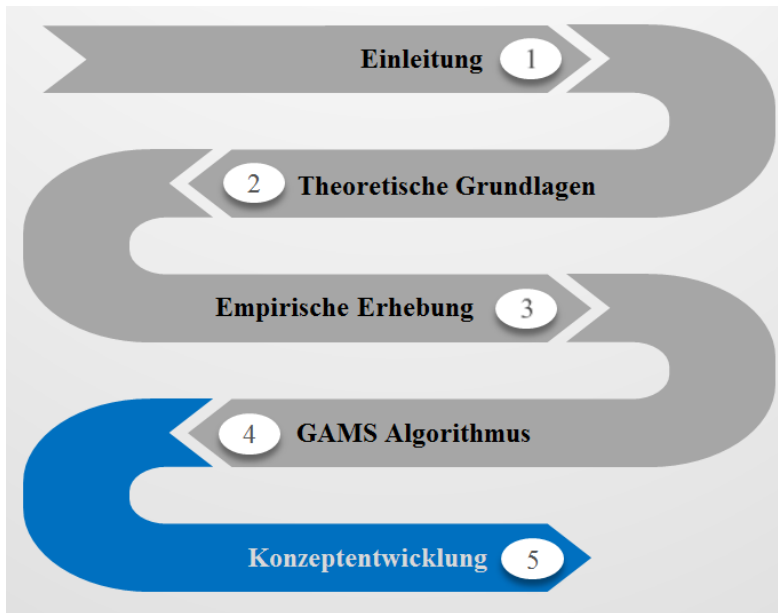 Einleitung 1
2 Theoretische Grundlagen
Empirische Erhebung 3
4 GAMS Algorithmus
Konzeptentwicklung 5